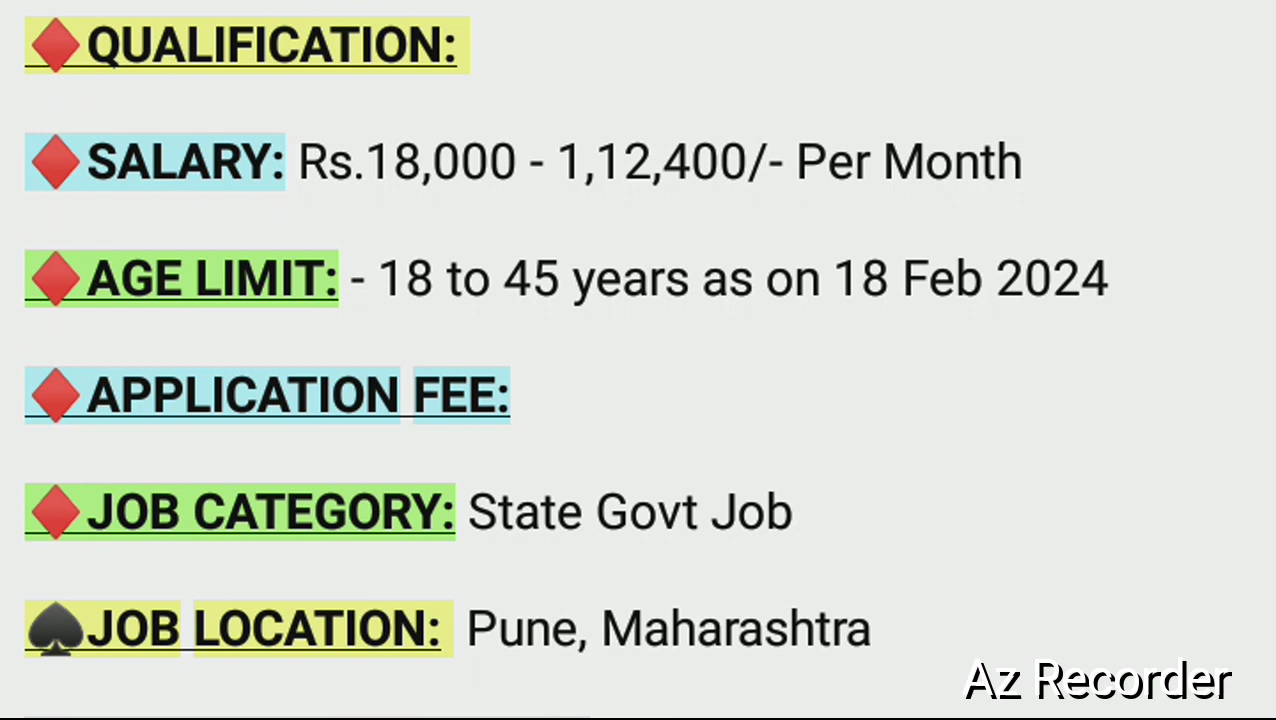 ♦️QUALIFICATION:
♦️SALARY: Rs.18,000 - 1,12,400/- Per Month
♦️AGE LIMIT: - 18 to 45 years as on 18 Feb 2024
♦️APPLICATION FEE:
♦️JOB CATEGORY: State Govt Job
♠️JOB LOCATION: Pune, Maharashtra
Az Recorder